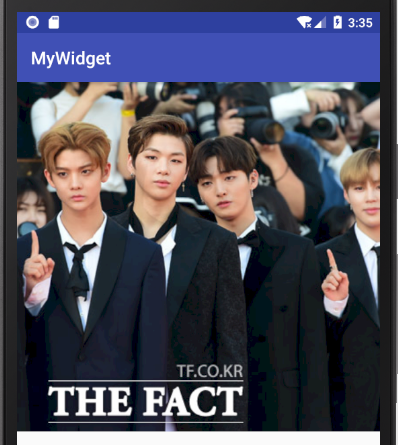 3:35
MyWidget
TF.CO.KR
THE FACT